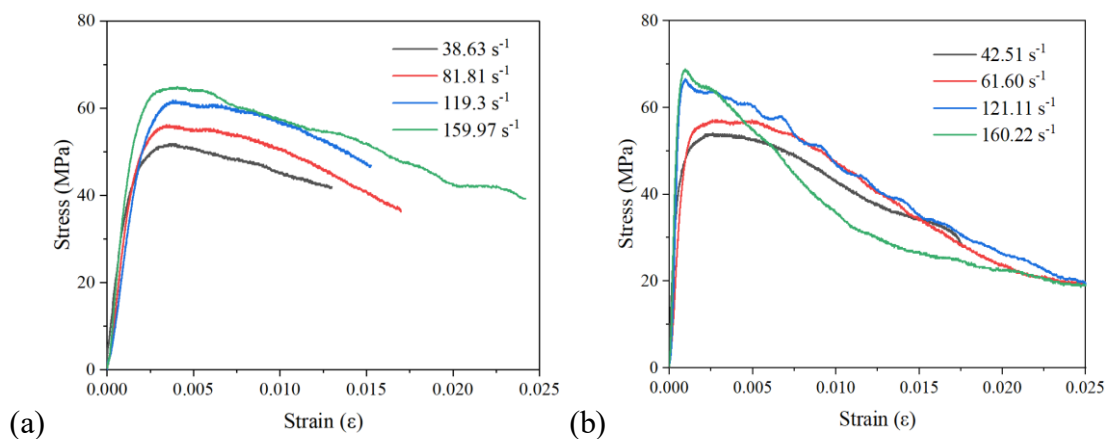 80
60
40
20
0
Stress (MPa)
38.63 s⁻¹
81.81 s⁻¹
119.3 s⁻¹
159.97 s⁻¹
0.000 0.005 0.010 0.015 0.020 0.025
Strain (ε)
(a)
80
60
40
20
0
Stress (MPa)
42.51 s⁻¹
61.60 s⁻¹
121.11 s⁻¹
160.22 s⁻¹
0.000 0.005 0.010 0.015 0.020 0.025
Strain (ε)
(b)